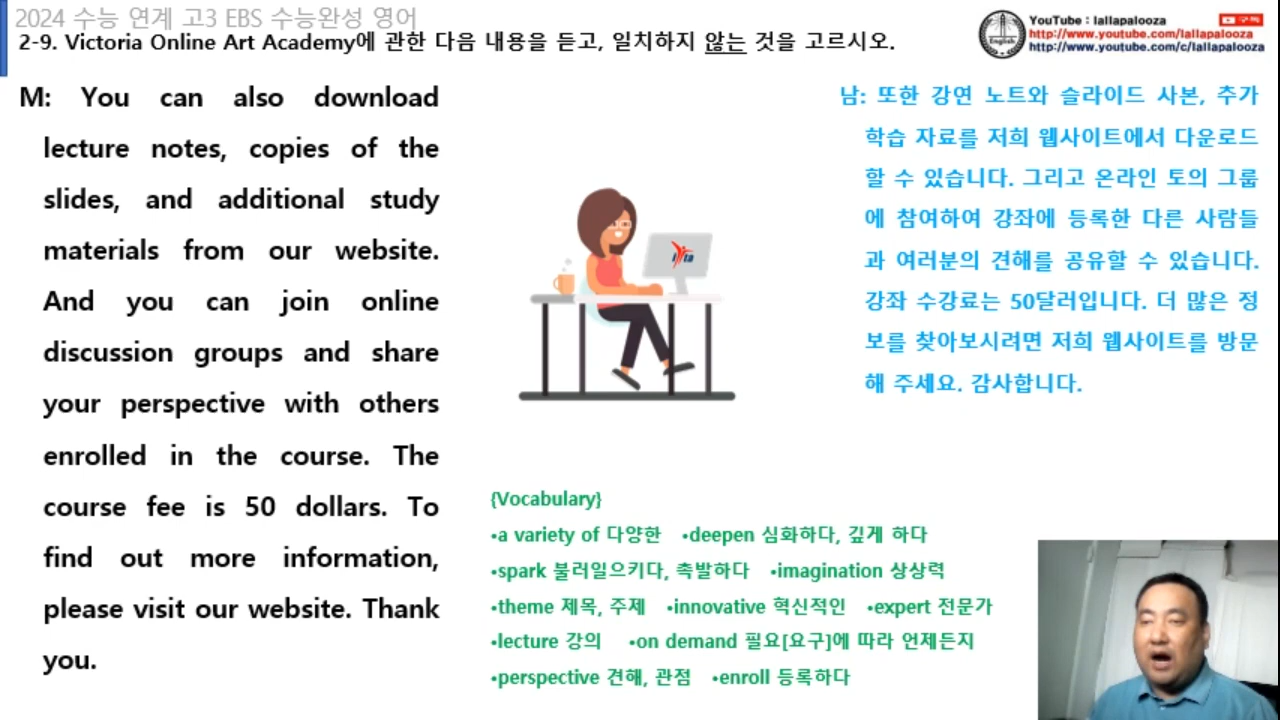 2024 수능 연계 고3 EBS 수능완성 영어
2-9. Victoria Online Art Academy에 관한 다음 내용을 듣고, 일치하지 않는 것을 고르시오.
YouTube : lallapalooza
구독
http://www.youtube.com/lallapalooza
http://www.youtube.com/c/lallapalooza
English
M: You can also download
lecture notes, copies of the
slides, and additional study
materials from our website.
And you can join online
discussion groups and share
your perspective with others
enrolled in the course. The
course fee is 50 dollars. To
find out more information,
please visit our website. Thank
you.
남: 또한 강연 노트와 슬라이드 사본, 추가
학습 자료를 저희 웹사이트에서 다운로드
할 수 있습니다. 그리고 온라인 토의 그룹
에 참여하여 강좌에 등록한 다른 사람들
과 여러분의 견해를 공유할 수 있습니다.
강좌 수강료는 50달러입니다. 더 많은 정
보를 찾아보시려면 저희 웹사이트를 방문
해 주세요. 감사합니다.
{Vocabulary}
•a variety of 다양한 •deepen 심화하다, 깊게 하다
•spark 불러일으키다, 촉발하다 •imagination 상상력
•theme 제목, 주제 •innovative 혁신적인 •expert 전문가
•lecture 강의 •on demand 필요[요구]에 따라 언제든지
•perspective 견해, 관점 •enroll 등록하다